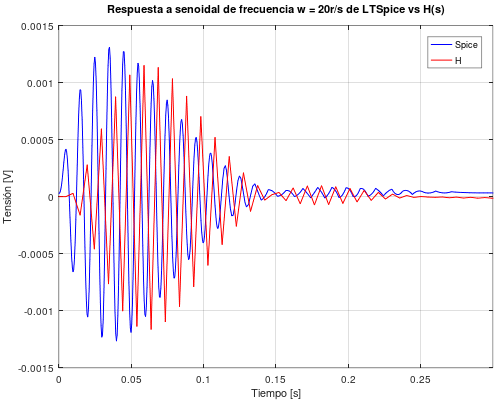 Respuesta a senoidal de frecuencia w = 20r/s de LTSpice vs H(s)
0.0015
0.001
0.0005
0
-0.0005
-0.001
-0.0015
Tensión [V]
Spice
H
0
0.05
0.1
0.15
0.2
0.25
Tiempo [s]